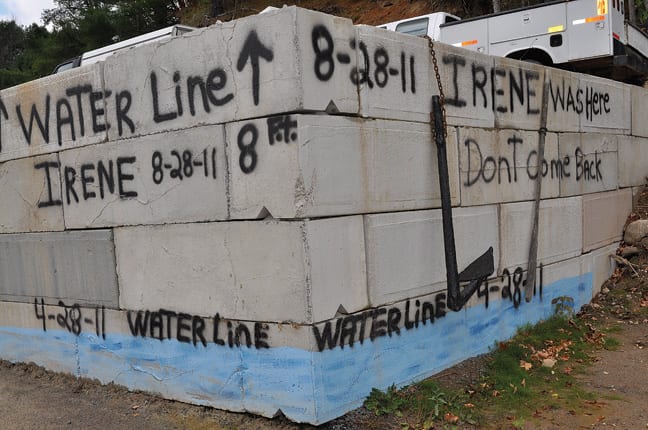 WATER Line
IRENE 8-28-11 8 Ft.
4-28-11 WATER Line
8-28-11 IRENE WAS Here
DonT Come BACK
WATER Line 4-28-11